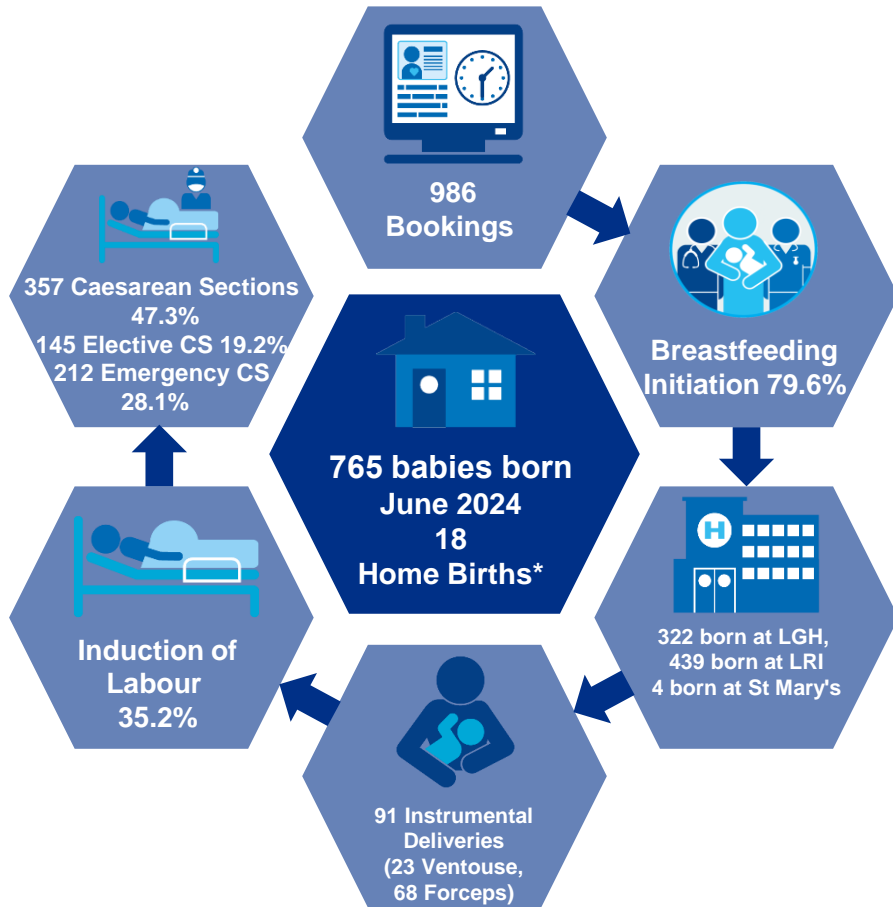 986
Bookings
Breastfeeding
Initiation 79.6%
H
322 born at LGH,
439 born at LRI
4 born at St Mary's
91 Instrumental
Deliveries
(23 Ventouse,
68 Forceps)
Induction of
Labour
35.2%
357 Caesarean Sections
47.3%
145 Elective CS 19.2%
212 Emergency CS
28.1%
765 babies born
June 2024
18
Home Births*